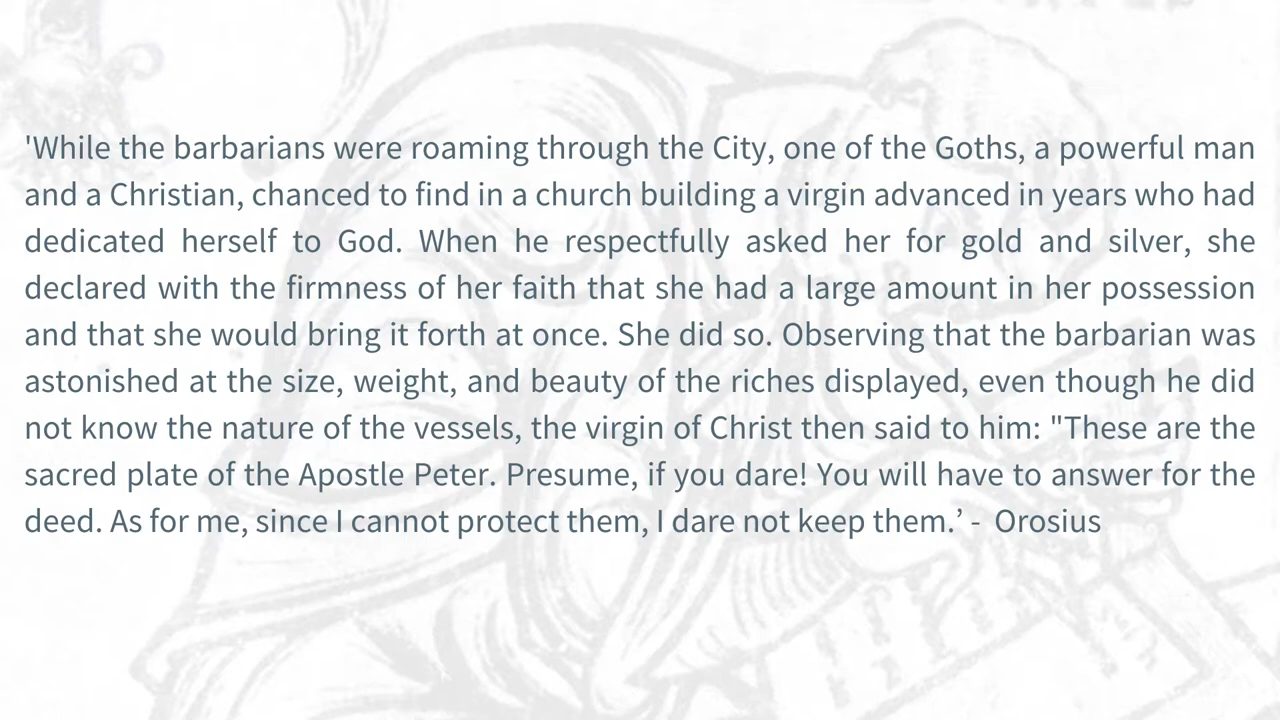 'While the barbarians were roaming through the City, one of the Goths, a powerful man
and a Christian, chanced to find in a church building a virgin advanced in years who had
dedicated herself to God. When he respectfully asked her for gold and silver, she
declared with the firmness of her faith that she had a large amount in her possession
and that she would bring it forth at once. She did so. Observing that the barbarian was
astonished at the size, weight, and beauty of the riches displayed, even though he did
not know the nature of the vessels, the virgin of Christ then said to him: "These are the
sacred plate of the Apostle Peter. Presume, if you dare! You will have to answer for the
deed. As for me, since I cannot protect them, I dare not keep them.’ - Orosius